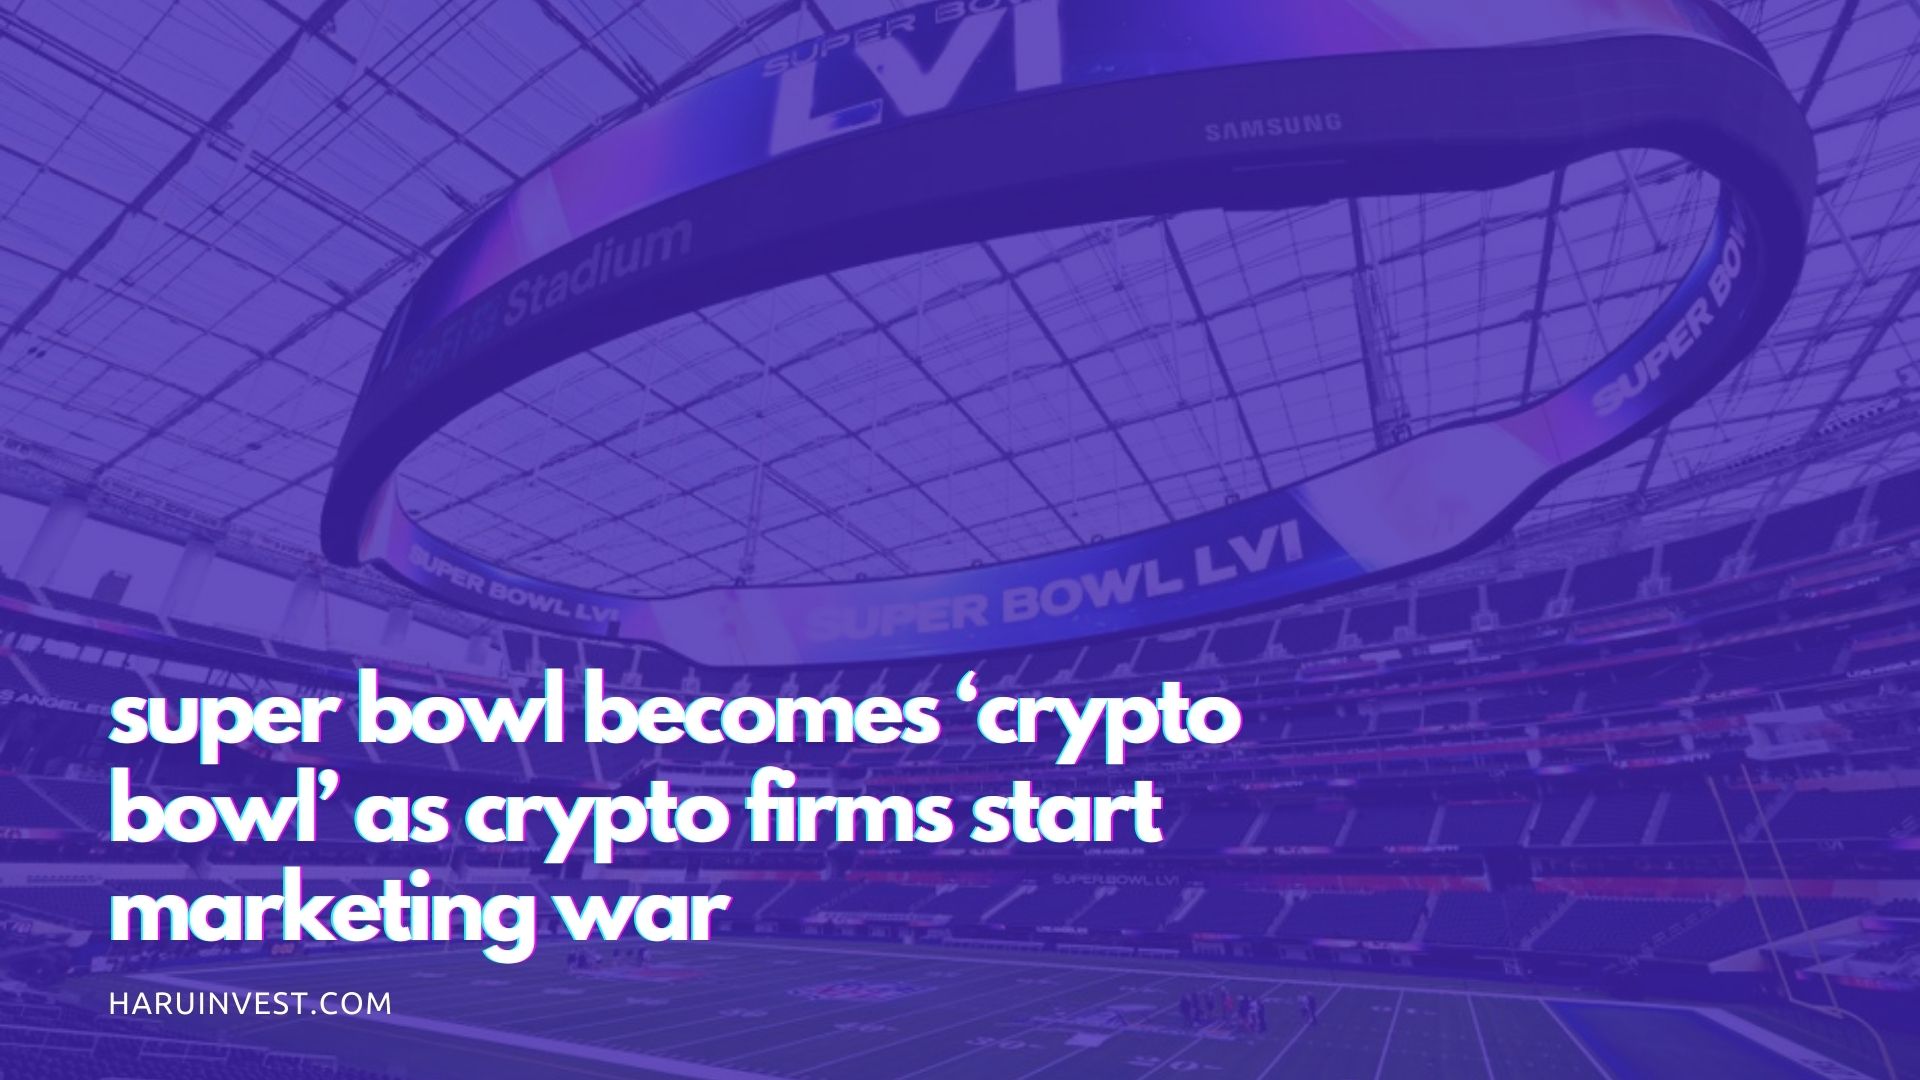 SUPER BOWL
LVI
SAMSUNG
SoFi Stadium
SUPER BOWL
SUPER BOWL LVI
SUPER BOWL LVI
super bowl becomes ‘crypto
bowl’ as crypto firms start
marketing war
SUPER BOWL LVI
HARUINVEST.COM